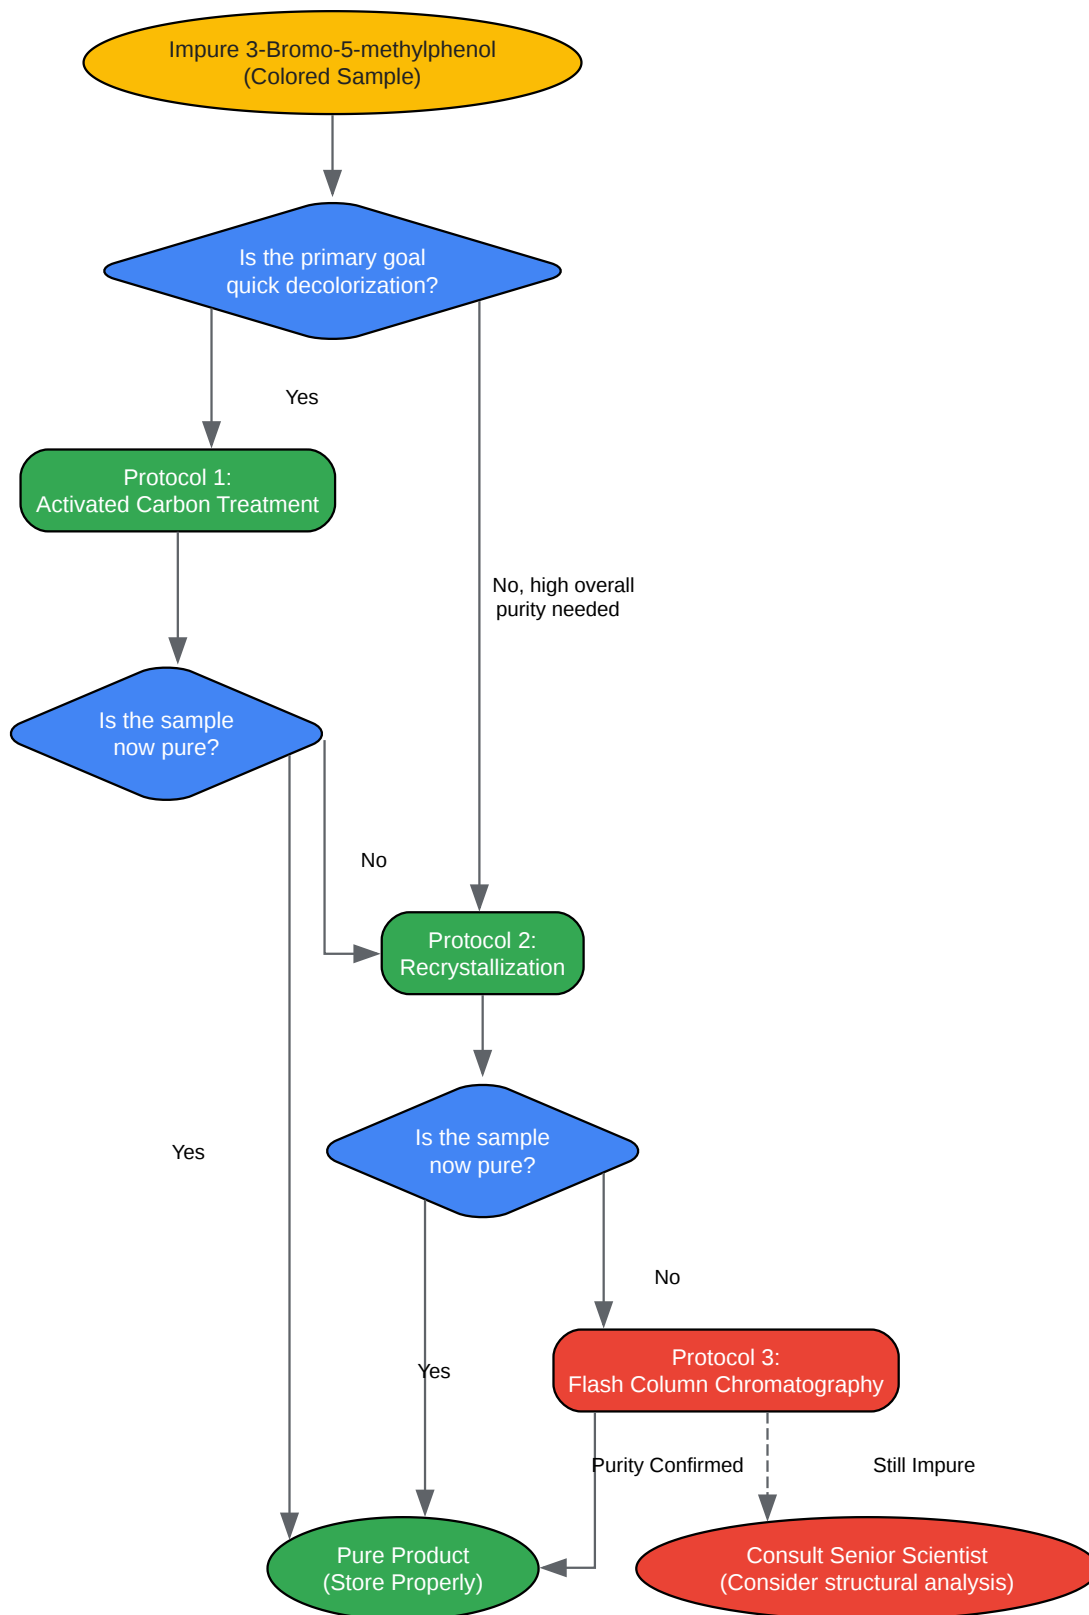 Impure 3-Bromo-5-methylphenol
(Colored Sample)
Is the primary goal
quick decolorization?
Yes
Protocol 1:
Activated Carbon Treatment
No, high overall
purity needed
Is the sample
now pure?
No
Protocol 2:
Recrystallization
Yes
Is the sample
now pure?
No
Yes
Protocol 3:
Flash Column Chromatography
Purity Confirmed
Still Impure
Pure Product
(Store Properly)
Consult Senior Scientist
(Consider structural analysis)